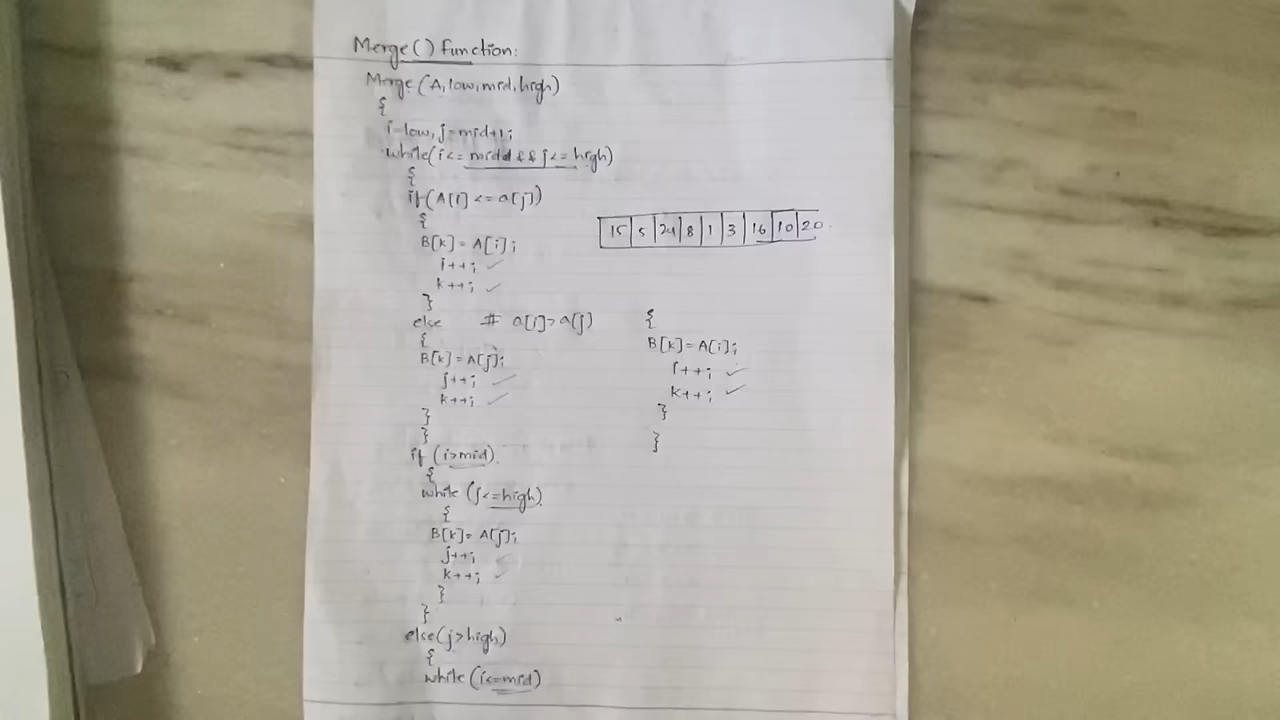 Merge() function:
Merge (A, low, mid, high)
{
i=low, j=mid+1;
while(i<= mid && j<= high)
{
if(A[i] <= a[j])
{
B[k] = A[i];
i++; ✓
k++; ✓
}
else # a[i]>a[j]
{
B[k] = A[j];
j++; ✓
k++; ✓
}
}
if (i>mid)
{
while (j<=high)
{
B[k]= A[j];
j++;
k++; ✓
}
}
else(j>high)
{
while (i<=mid)
15 5 24 8 1 3 16 10 20
{
B[k] = A[i];
i++; ✓
k++; ✓
}
}